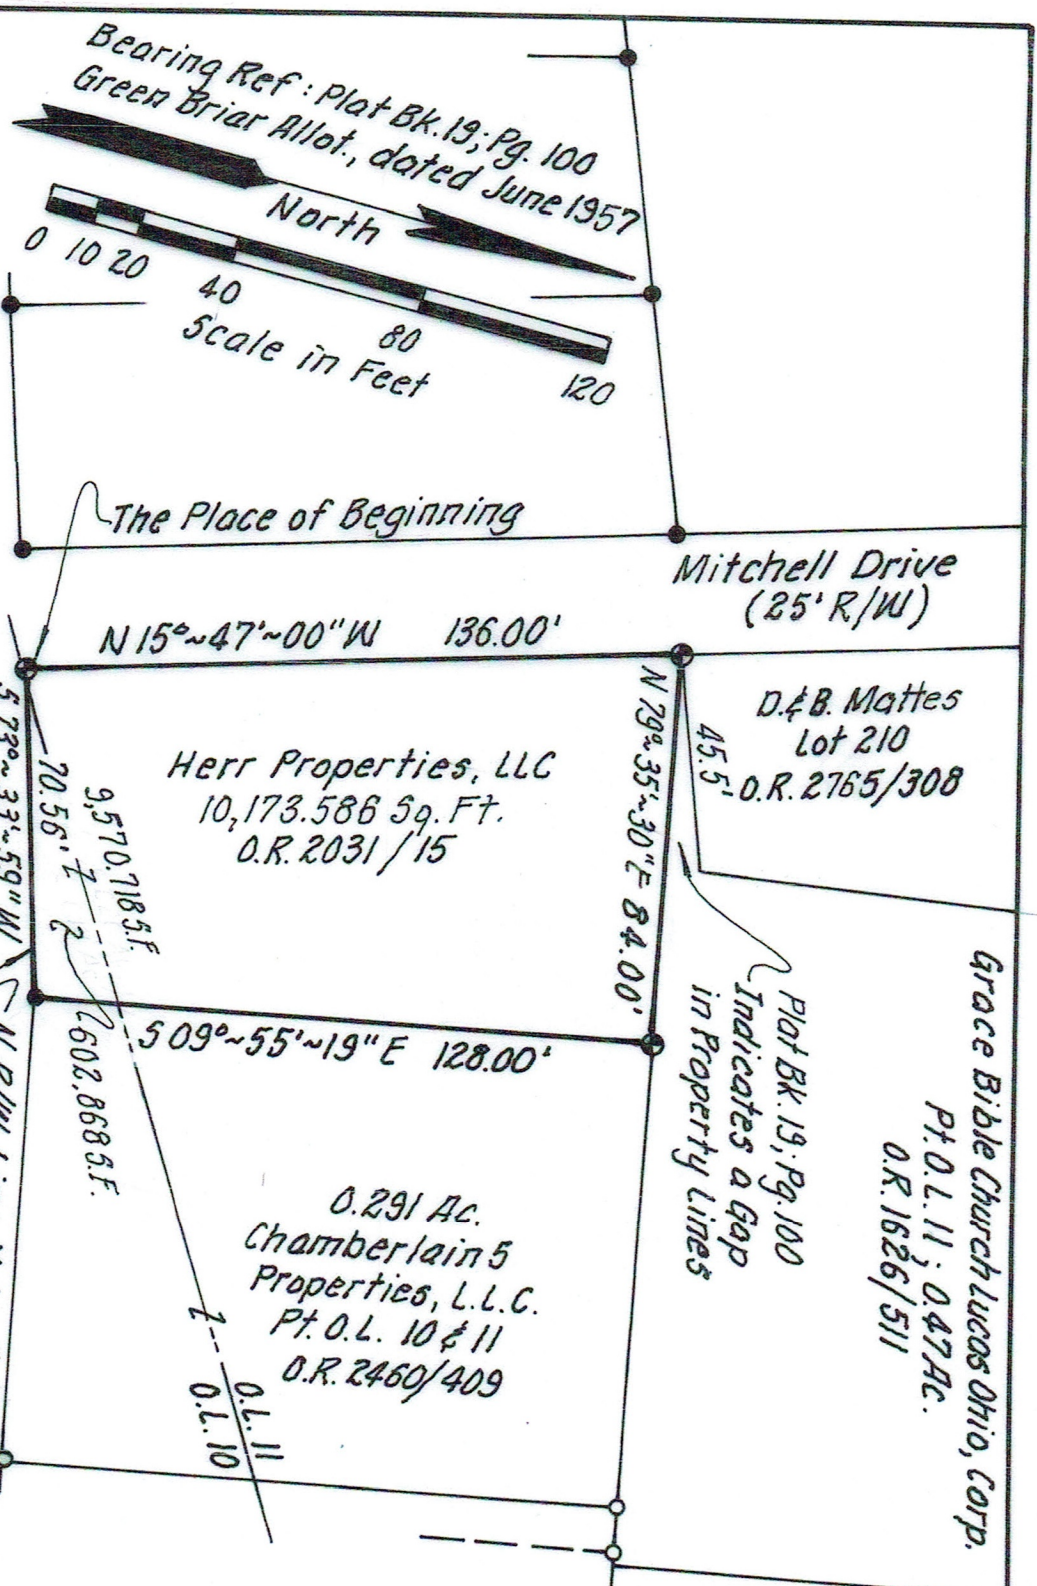 Bearing Ref: Plat Bk.19; Pg. 100
Green Briar Allot., dated June 1957
North
0 10 20 40 80 120
Scale in Feet
The Place of Beginning
Mitchell Drive
(25' R/W)
N 15°~47'~00" W 136.00'
D. & B. Mattes
Lot 210
O.R. 2765/308
45.5'
N 79°~35'~30" E 84.00'
Herr Properties, LLC
10,173.586 Sq. Ft.
O.R. 2031/15
S 73°~33'~59" W
70.56'
9,570.718 S.F.
602.868 S.F.
S 09°~55'~19" E 128.00'
Plat Bk. 19; Pg. 100
Indicates a Gap
in Property Lines
Grace Bible Church Lucas Ohio, Corp.
Pt. O.L. 11; 0.47 Ac.
O.R. 1626/511
0.291 Ac.
Chamberlain 5
Properties, L.L.C.
Pt. O.L. 10 & 11
O.R. 2460/409
O.L. 11
O.L. 10